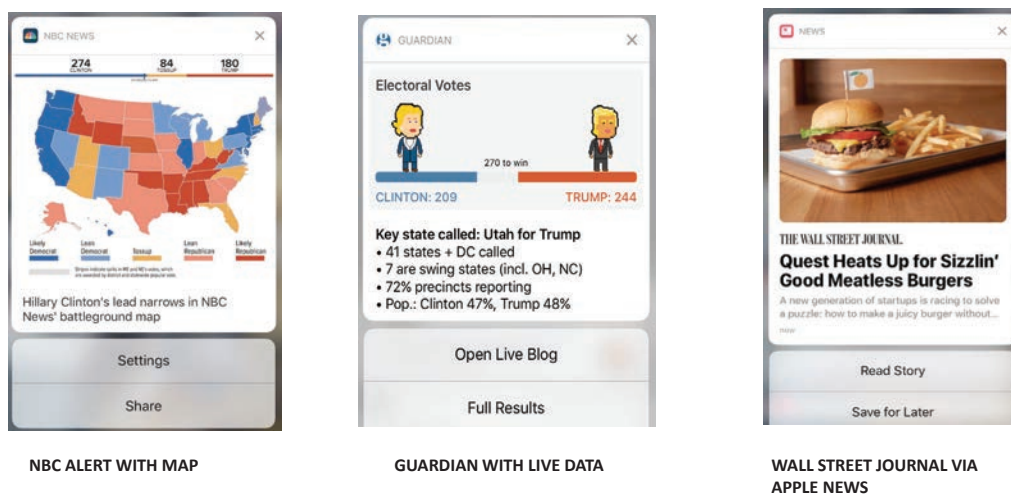 NBC NEWS
274 84 180
CLINTON TOSSUP TRUMP
Likely Democrat
Lean Democrat
Tossup
Lean Republican
Likely Republican
Hillary Clinton's lead narrows in NBC
News' battleground map
Settings
Share
NBC ALERT WITH MAP
GUARDIAN
Electoral Votes
270 to win
CLINTON: 209 TRUMP: 244
Key state called: Utah for Trump
• 41 states + DC called
• 7 are swing states (incl. OH, NC)
• 72% precincts reporting
• Pop.: Clinton 47%, Trump 48%
Open Live Blog
Full Results
GUARDIAN WITH LIVE DATA
NEWS
THE WALL STREET JOURNAL.
Quest Heats Up for Sizzlin'
Good Meatless Burgers
A new generation of startups is racing to solve
a puzzle: how to make a juicy burger without...
now
Read Story
Save for Later
WALL STREET JOURNAL VIA
APPLE NEWS